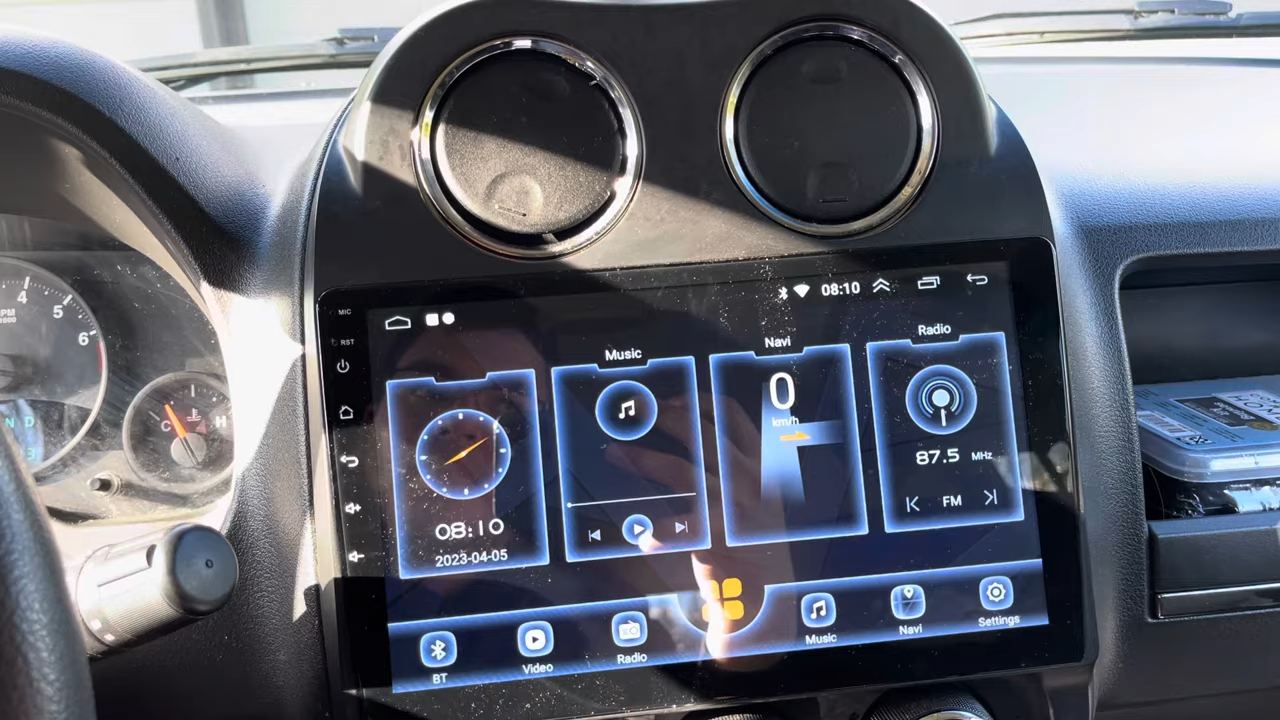 MIC
08:10
RST
Music
Navi
Radio
0
km/h
87.5 MHz
FM
08:10
2023-04-05
BT
Video
Radio
Music
Navi
Settings
4
5
6
N D
C
H